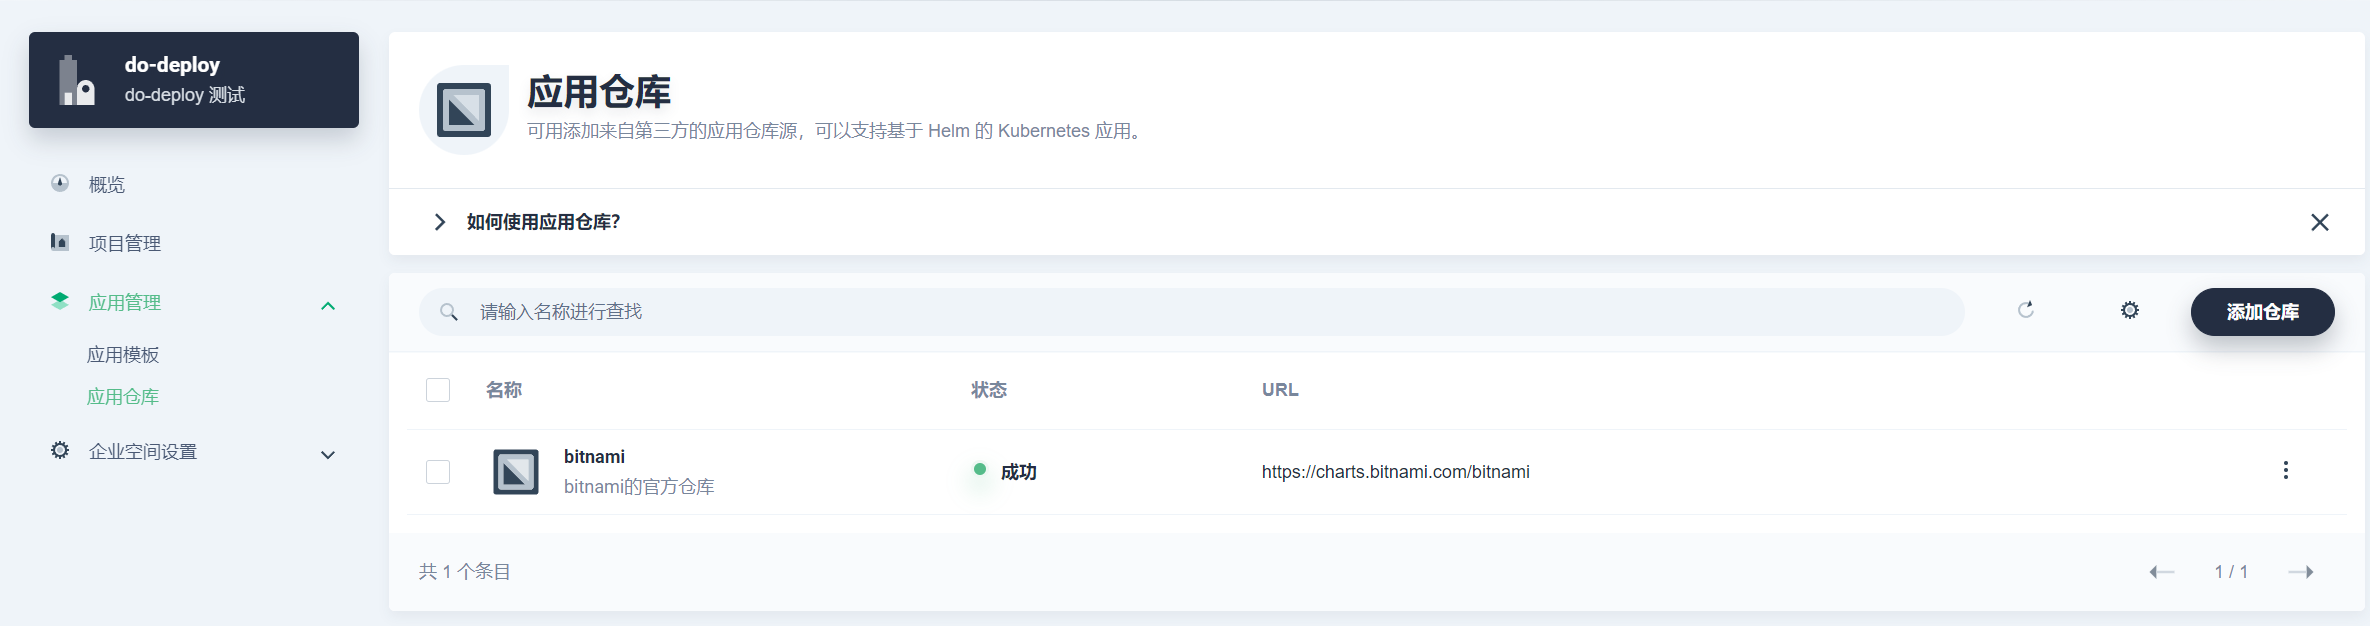 do-deploy
do-deploy 测试
概览
项目管理
应用管理
应用模板
应用仓库
企业空间设置
应用仓库
可用添加来自第三方的应用仓库源，可以支持基于 Helm 的 Kubernetes 应用。
如何使用应用仓库?
请输入名称进行查找
添加仓库
名称 状态 URL
bitnami
bitnami的官方仓库
成功
https://charts.bitnami.com/bitnami
共 1 个条目
1 / 1